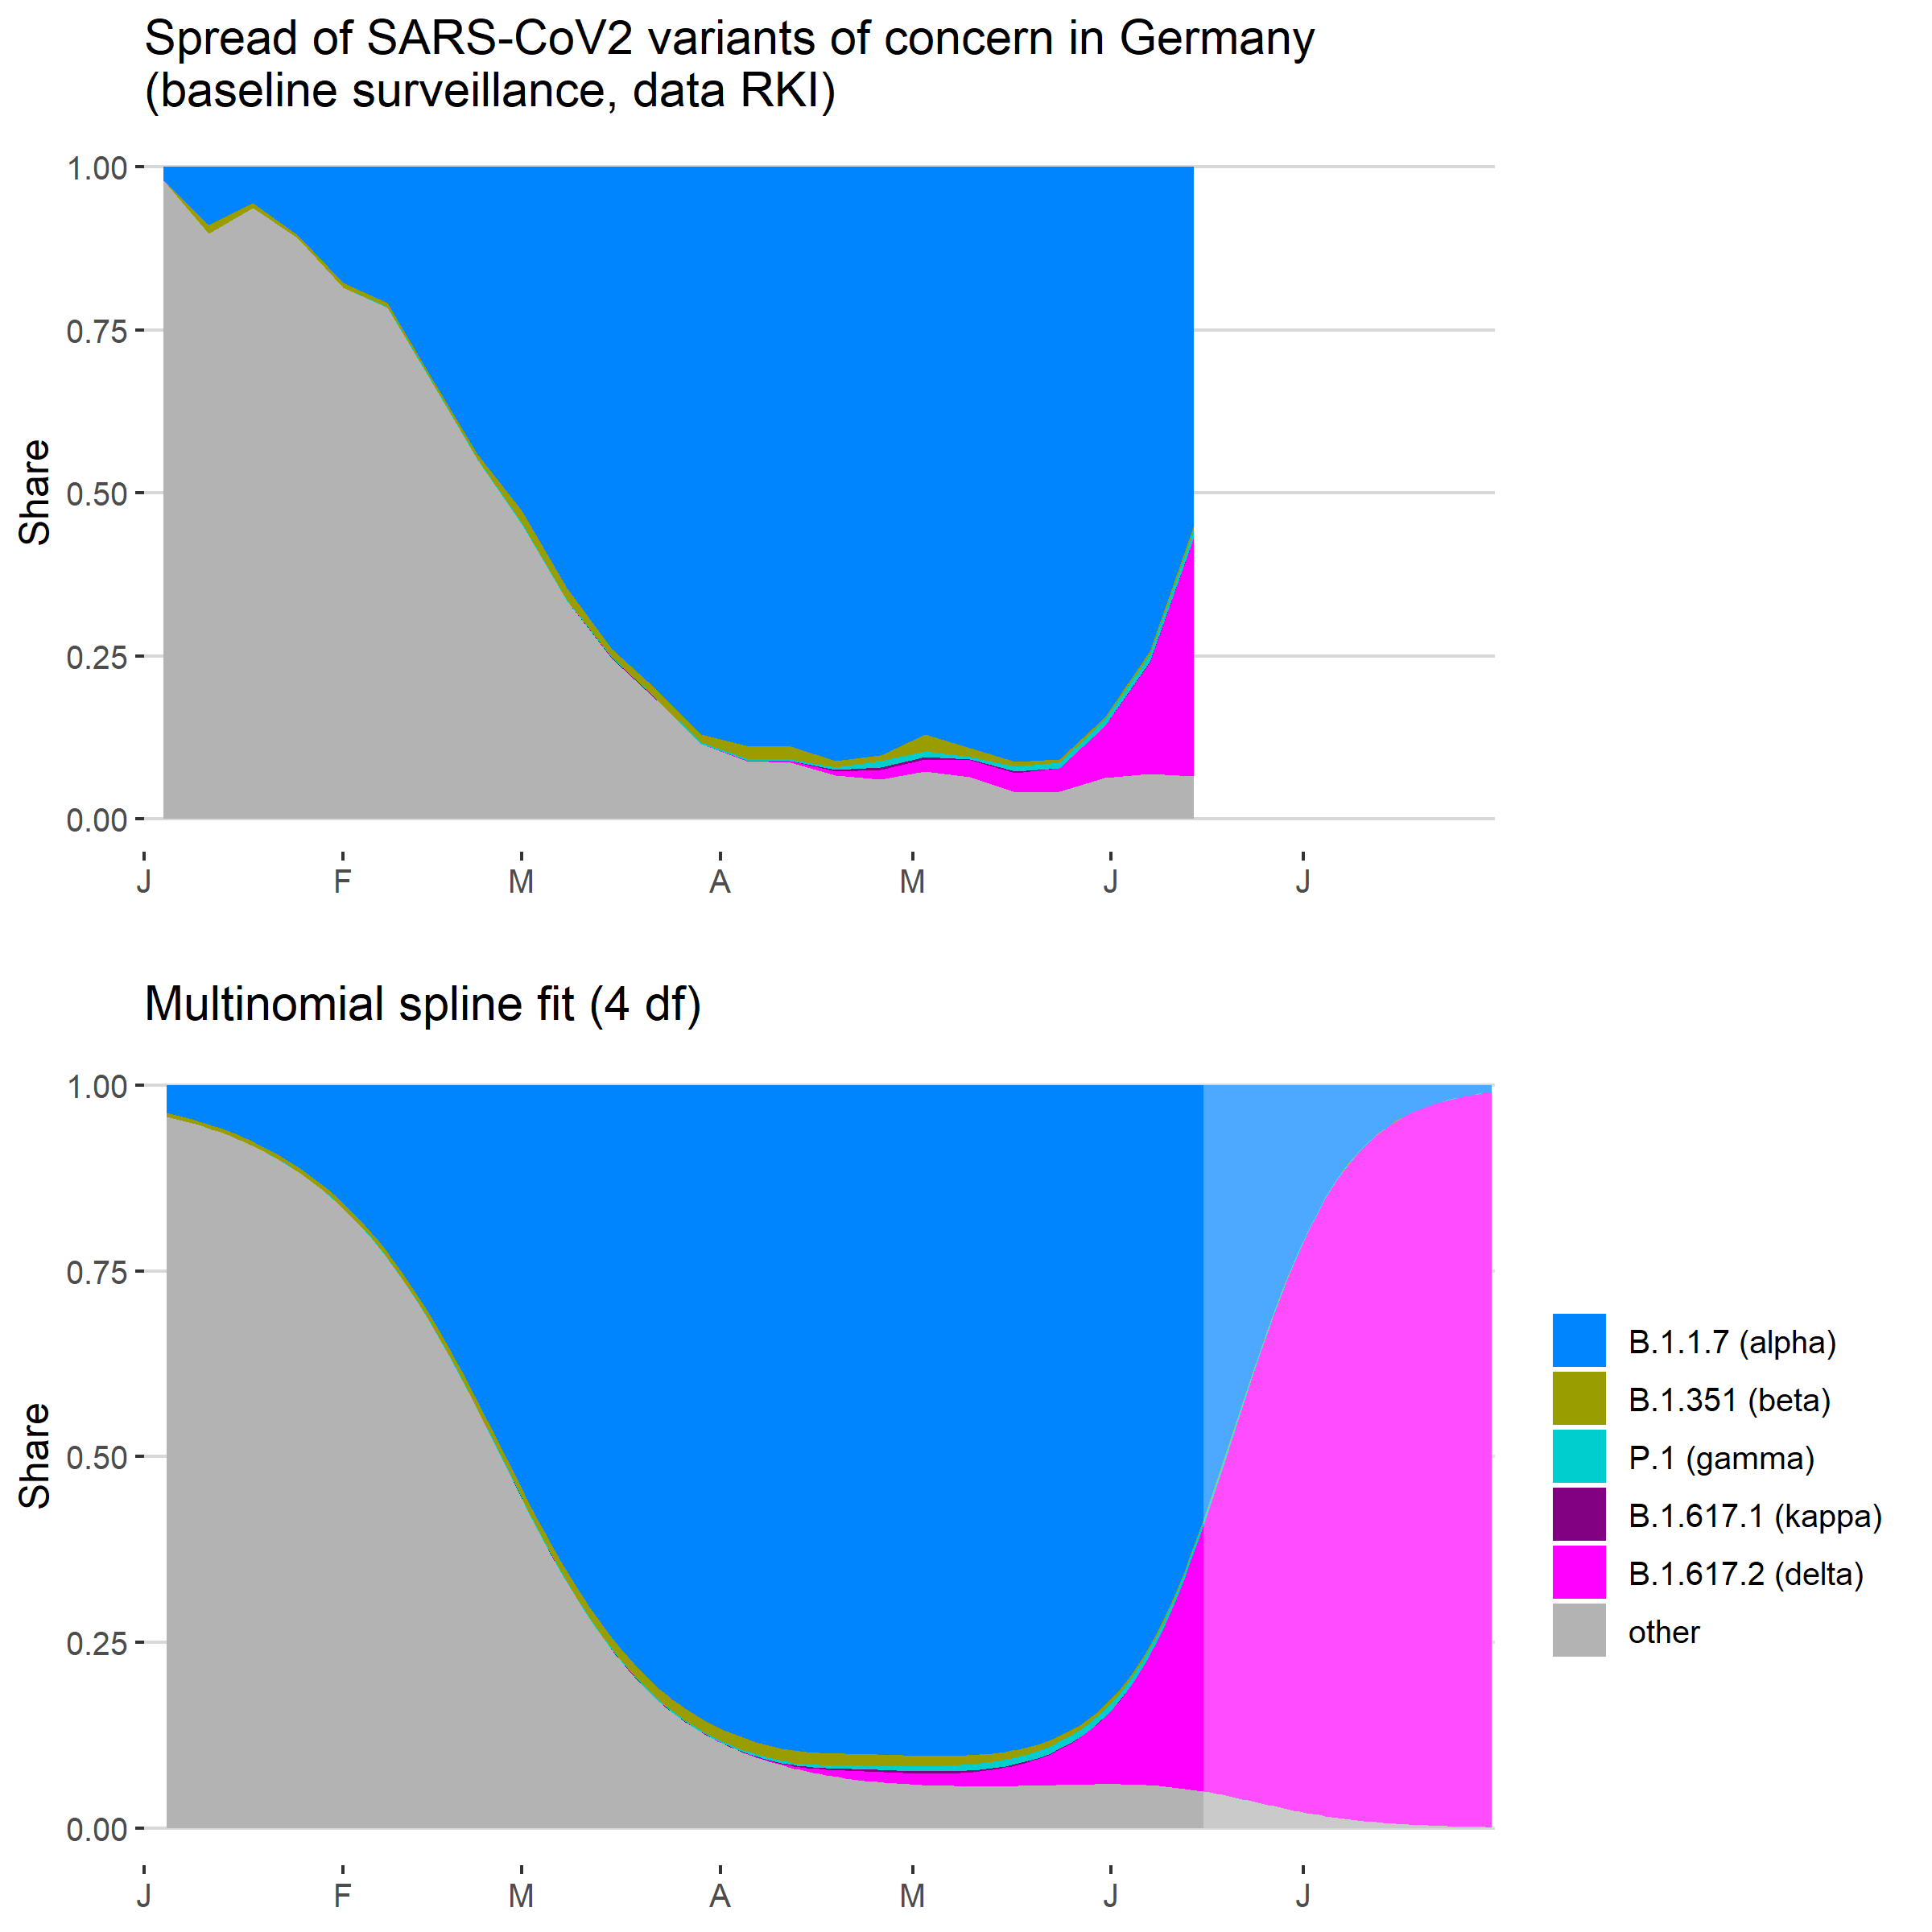 Spread of SARS-CoV2 variants of concern in Germany
(baseline surveillance, data RKI)
Share
1.00
0.75
0.50
0.25
0.00
J F M A M J J
Multinomial spline fit (4 df)
Share
1.00
0.75
0.50
0.25
0.00
J F M A M J J
B.1.1.7 (alpha)
B.1.351 (beta)
P.1 (gamma)
B.1.617.1 (kappa)
B.1.617.2 (delta)
other